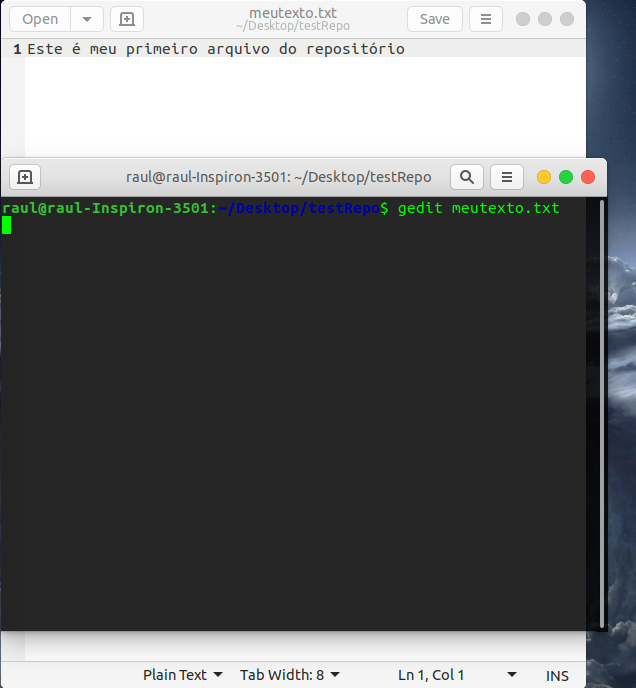 Open
meutexto.txt
~/Desktop/testRepo
Save
1 Este é meu primeiro arquivo do repositório
raul@raul-Inspiron-3501: ~/Desktop/testRepo
raul@raul-Inspiron-3501:~/Desktop/testRepo$ gedit meutexto.txt
Plain Text Tab Width: 8 Ln 1, Col 1 INS